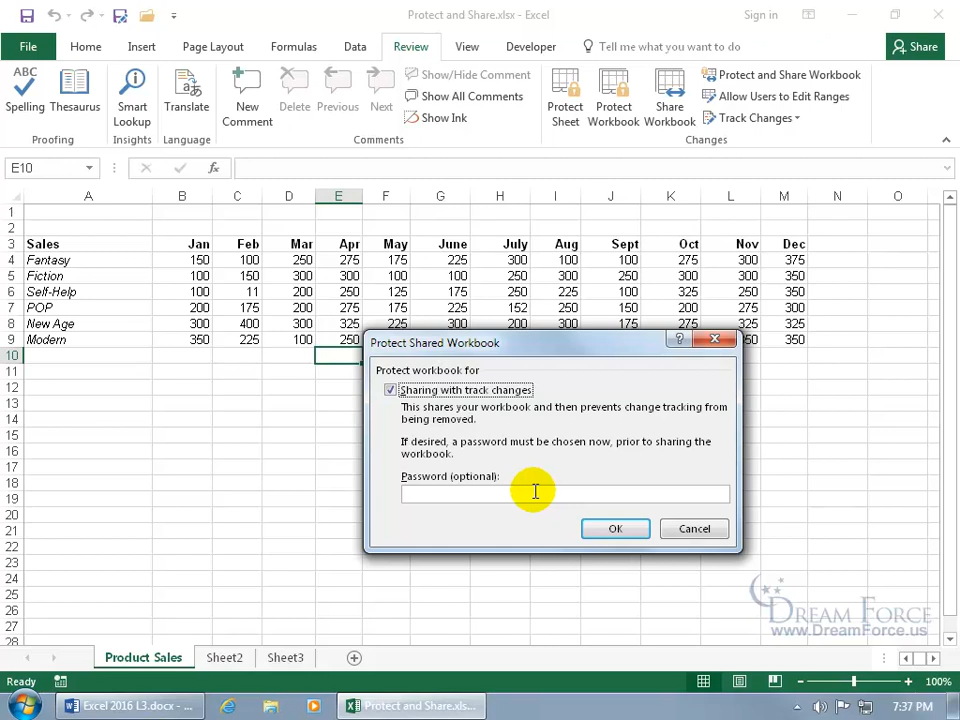 Protect and Share.xlsx - Excel
Sign in
File Home Insert Page Layout Formulas Data Review View Developer Tell me what you want to do Share
ABC
Spelling Thesaurus Smart Lookup Translate New Comment Delete Previous Next
Show/Hide Comment
Show All Comments
Show Ink
Protect Sheet Protect Workbook Share Workbook
Protect and Share Workbook
Allow Users to Edit Ranges
Track Changes
Proofing Insights Language Comments Changes
E10 fx
A B C D E F G H I J K L M N O
1
2
3 Sales Jan Feb Mar Apr May June July Aug Sept Oct Nov Dec
4 Fantasy 150 100 250 275 175 225 300 100 100 275 300 375
5 Fiction 100 150 300 300 100 100 250 300 250 300 300 350
6 Self-Help 100 11 200 250 125 175 250 225 100 325 250 350
7 POP 200 175 200 250 175 225 152 250 150 200 275 300
8 New Age 300 400 300 325 225 300 200 300 175 275 325 325
9 Modern 350 225 100 250 50 350
10
11
12
13
14
15
16
17
18
19
20
21
22
23
24
25
26
27
28
Protect Shared Workbook
?
Protect workbook for
Sharing with track changes
This shares your workbook and then prevents change tracking from
being removed.
If desired, a password must be chosen now, prior to sharing the
workbook.
Password (optional):
OK Cancel
DREAM FORCE
www.DreamForce.us
Product Sales Sheet2 Sheet3
Ready 100%
Excel 2016 L3.docx - ... Protect and Share.xls... 7:37 PM